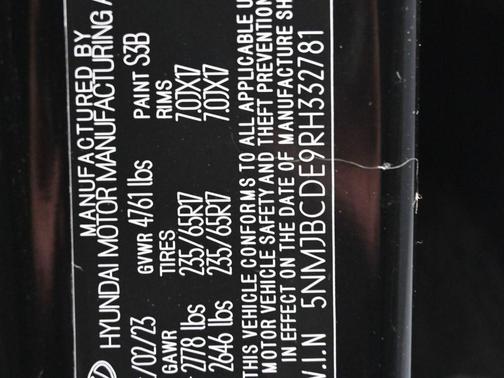 MANUFACTURED BY
HYUNDAI MOTOR MANUFACTURING A
/02/23 GVWR 4761 lbs PAINT S3B
GAWR TIRES RIMS
2778 lbs 235/65R17 7.0JX17
2646 lbs 235/65R17 7.0JX17
THIS VEHICLE CONFORMS TO ALL APPLICABLE U
MOTOR VEHICLE SAFETY AND THEFT PREVENTION
IN EFFECT ON THE DATE OF MANUFACTURE SH
V.I.N 5NMJBCDE9RH332781